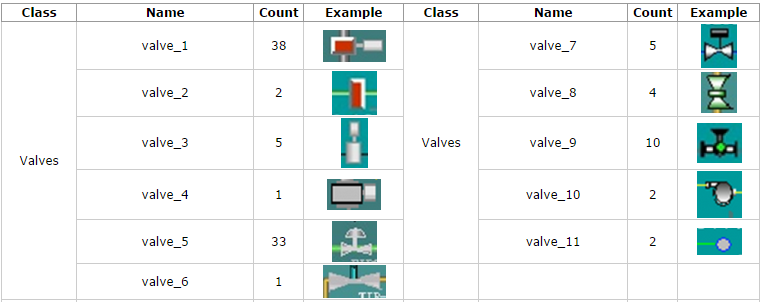 Class Name Count Example Class Name Count Example
valve_1 38 valve_7 5
valve_2 2 valve_8 4
valve_3 5 valve_9 10
Valves Valves
valve_4 1 valve_10 2
valve_5 33 valve_11 2
valve_6 1